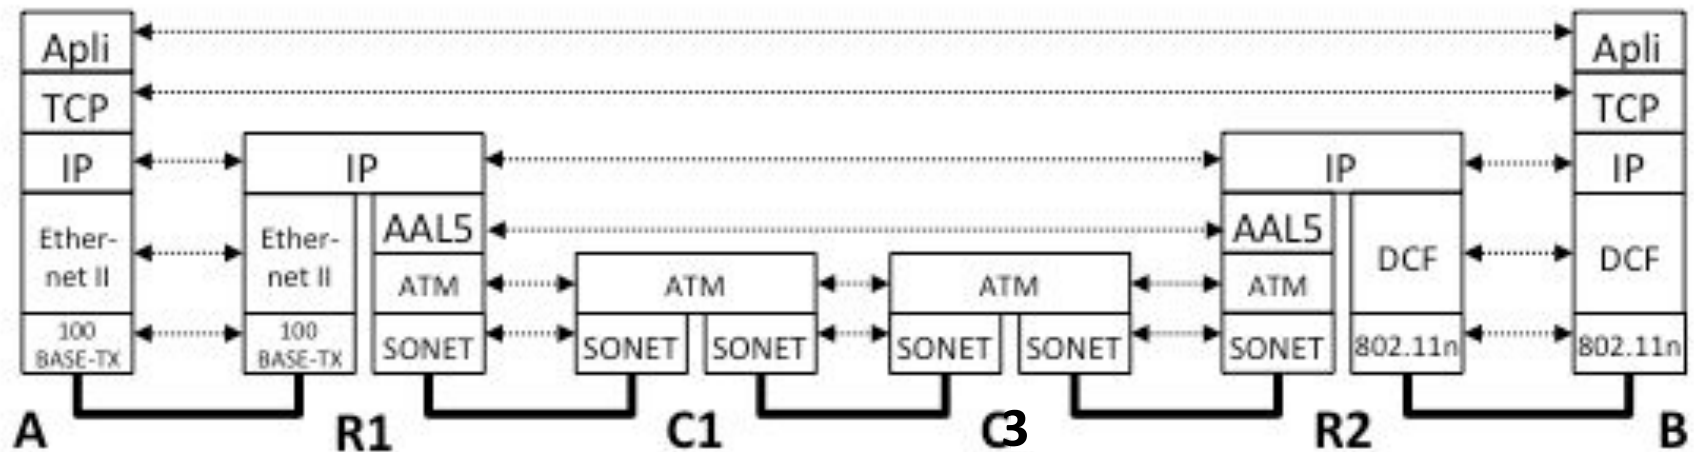 Apli Apli
TCP TCP
IP IP IP IP
Ether-
net II
Ether-
net II
AAL5 AAL5
DCF DCF
ATM ATM ATM ATM
100
BASE-TX
100
BASE-TX
SONET SONET SONET SONET SONET SONET 802.11n 802.11n
A R1 C1 C3 R2 B